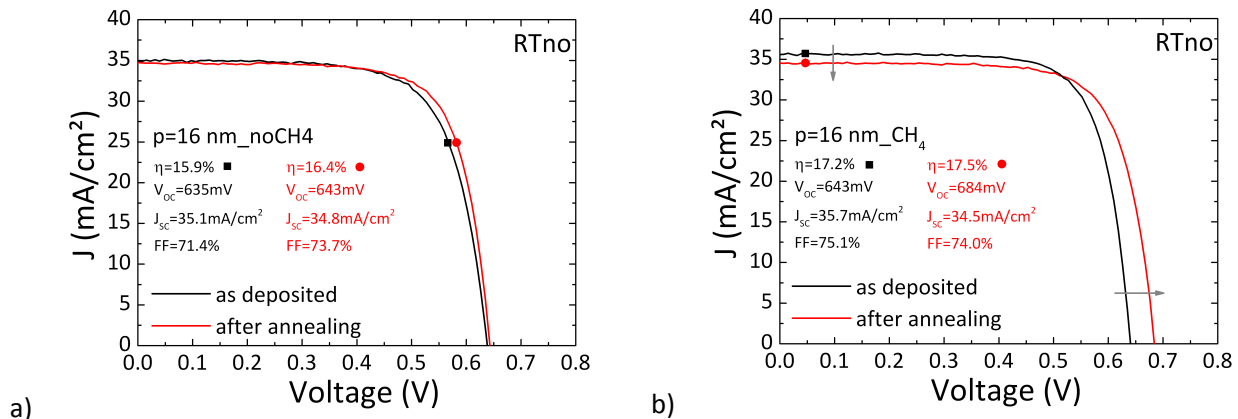 RTno
p=16 nm_noCH4
η=15.9% η=16.4%
V_OC=635mV V_OC=643mV
J_SC=35.1mA/cm² J_SC=34.8mA/cm²
FF=71.4% FF=73.7%
as deposited
after annealing
40
35
30
25
20
25
10
5
0
0.0 0.1 0.2 0.3 0.4 0.5 0.6 0.7 0.8
J (mA/cm²)
Voltage (V)
a)
RTno
p=16 nm_CH₄
η=17.2% η=17.5%
V_OC=643mV V_OC=684mV
J_SC=35.7mA/cm² J_SC=34.5mA/cm²
FF=75.1% FF=74.0%
as deposited
after annealing
40
35
30
25
20
25
10
5
0
0.0 0.1 0.2 0.3 0.4 0.5 0.6 0.7 0.8
J (mA/cm²)
Voltage (V)
b)